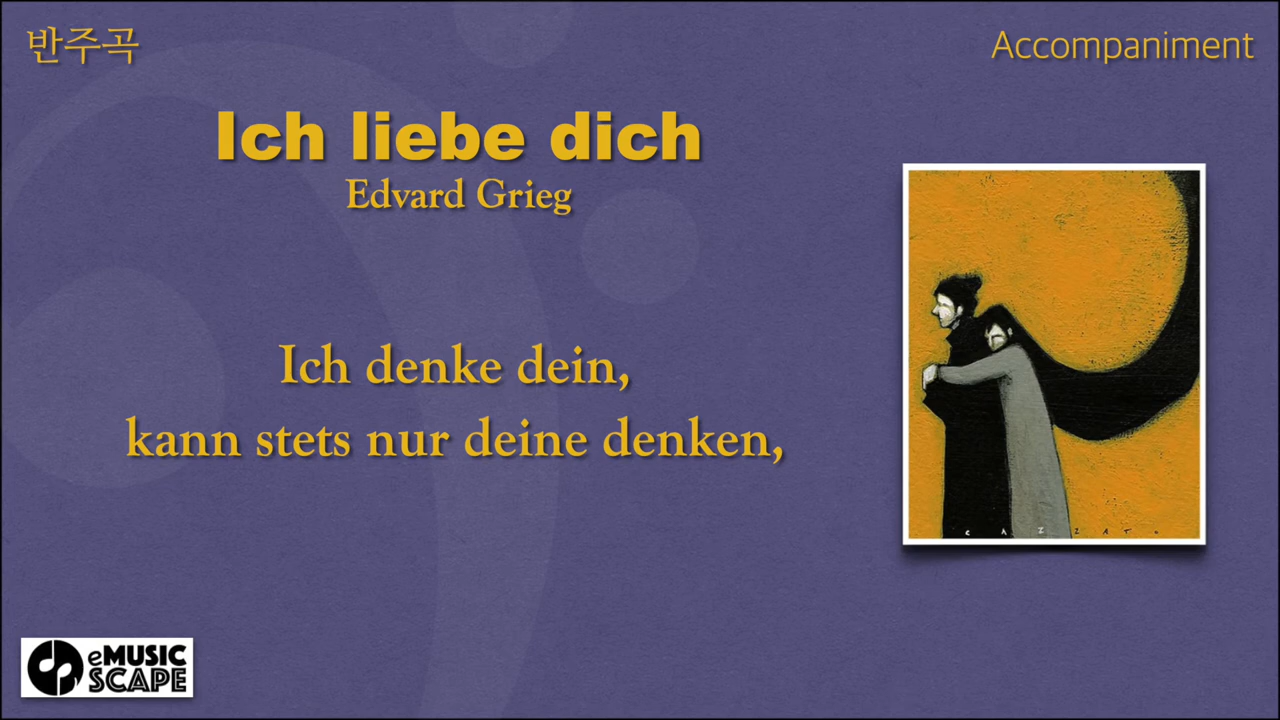 반주곡
Accompaniment
Ich liebe dich
Edvard Grieg
Ich denke dein,
kann stets nur deine denken,
CAZZATO
eMUSIC
SCAPE